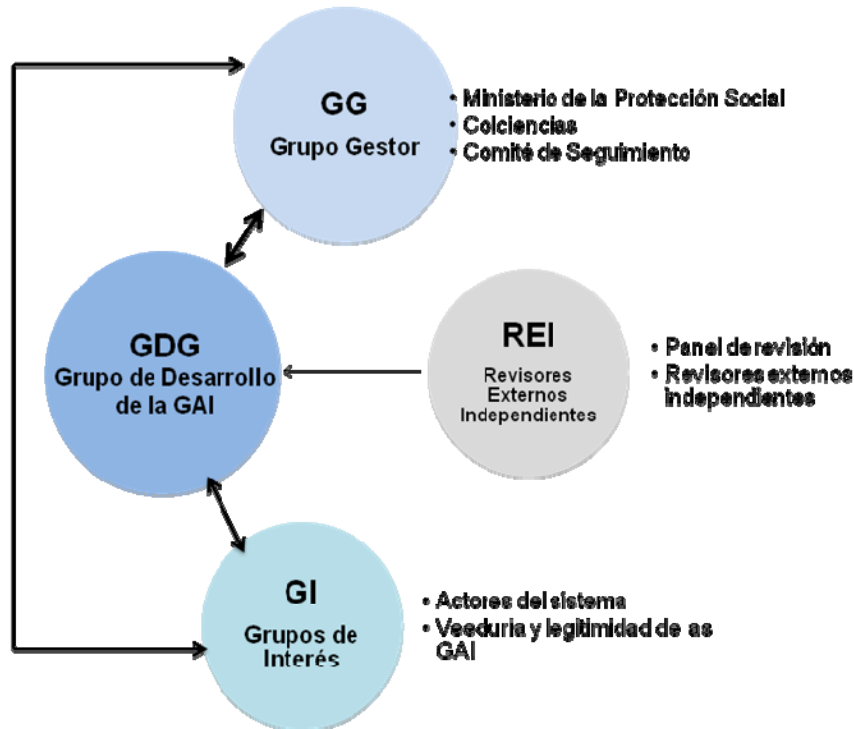 GG
Grupo Gestor
• Ministerio de la Protección Social
• Colciencias
• Comité de Seguimiento
GDG
Grupo de Desarrollo
de la GAI
REI
Revisores
Externos
Independientes
• Panel de revisión
• Revisores externos
independientes
GI
Grupos de
Interés
• Actores del sistema
• Veeduria y legitimidad de as
GAI